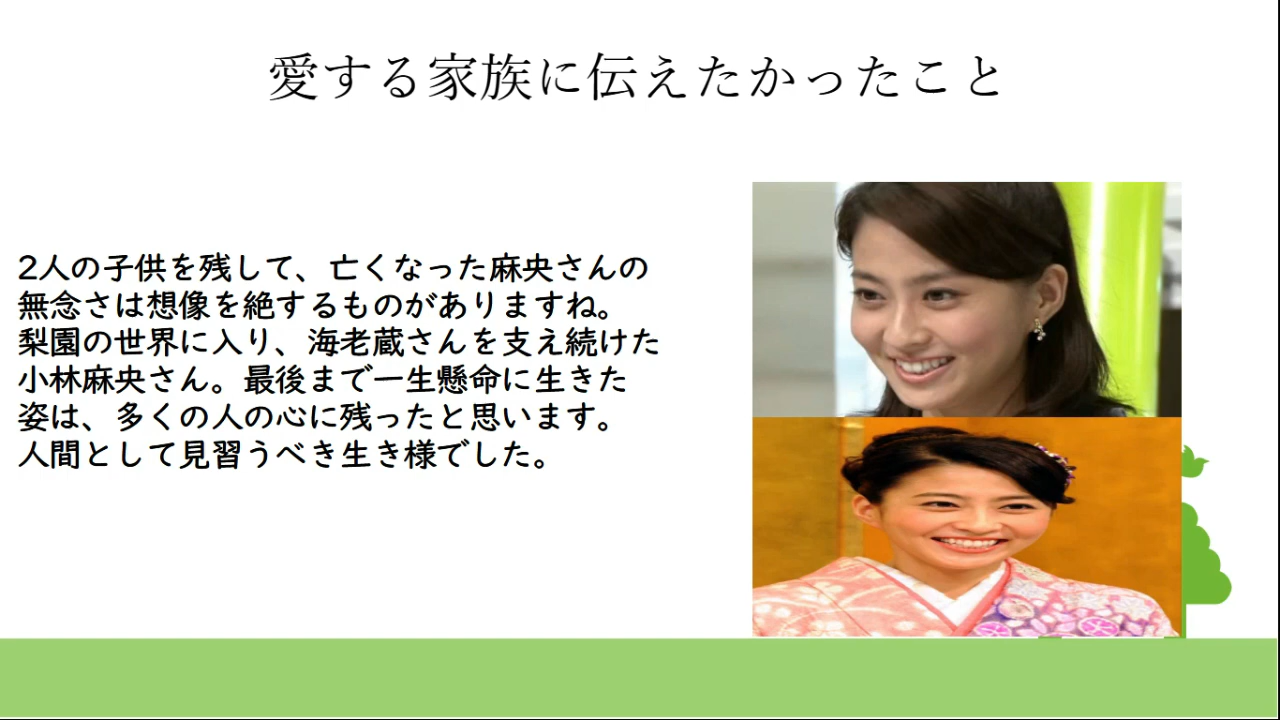 愛する家族に伝えたかったこと
2人の子供を残して、亡くなった麻央さんの
無念さは想像を絶するものがありますね。
梨園の世界に入り、海老蔵さんを支え続けた
小林麻央さん。最後まで一生懸命に生きた
姿は、多くの人の心に残ったと思います。
人間として見習うべき生き様でした。